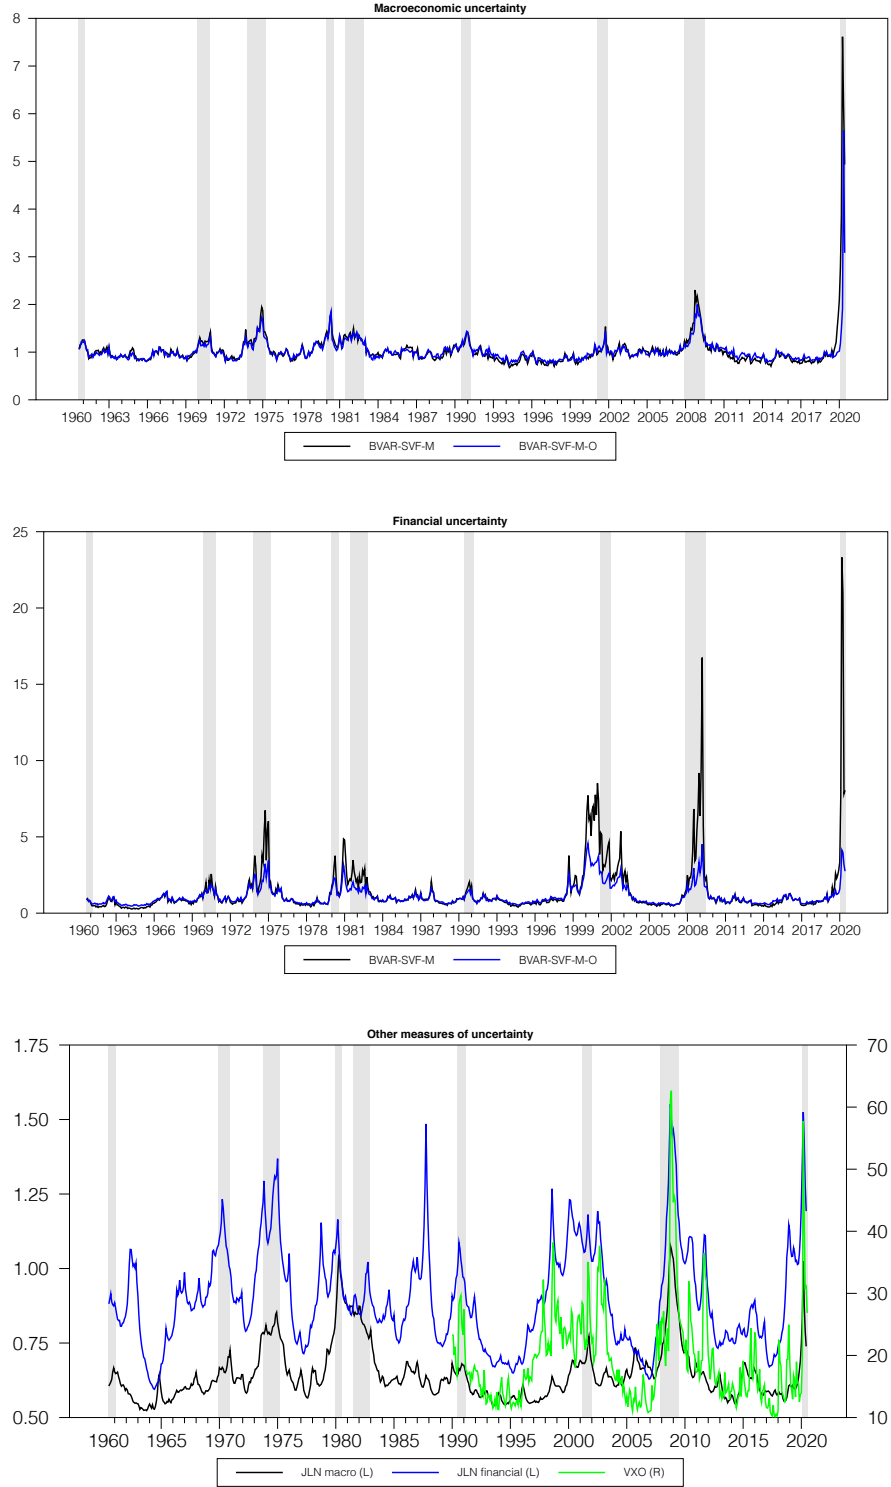 Macroeconomic uncertainty
8
7
6
5
4
3
2
1
0
1960 1963 1966 1969 1972 1975 1978 1981 1984 1987 1990 1993 1996 1999 2002 2005 2008 2011 2014 2017 2020
BVAR-SVF-M BVAR-SVF-M-O
Financial uncertainty
25
20
15
10
5
0
1960 1963 1966 1969 1972 1975 1978 1981 1984 1987 1990 1993 1996 1999 2002 2005 2008 2011 2014 2017 2020
BVAR-SVF-M BVAR-SVF-M-O
Other measures of uncertainty
1.75 70
60
1.50
50
1.25
40
1.00
30
0.75
20
0.50 10
1960 1965 1970 1975 1980 1985 1990 1995 2000 2005 2010 2015 2020
JLN macro (L) JLN financial (L) VXO (R)